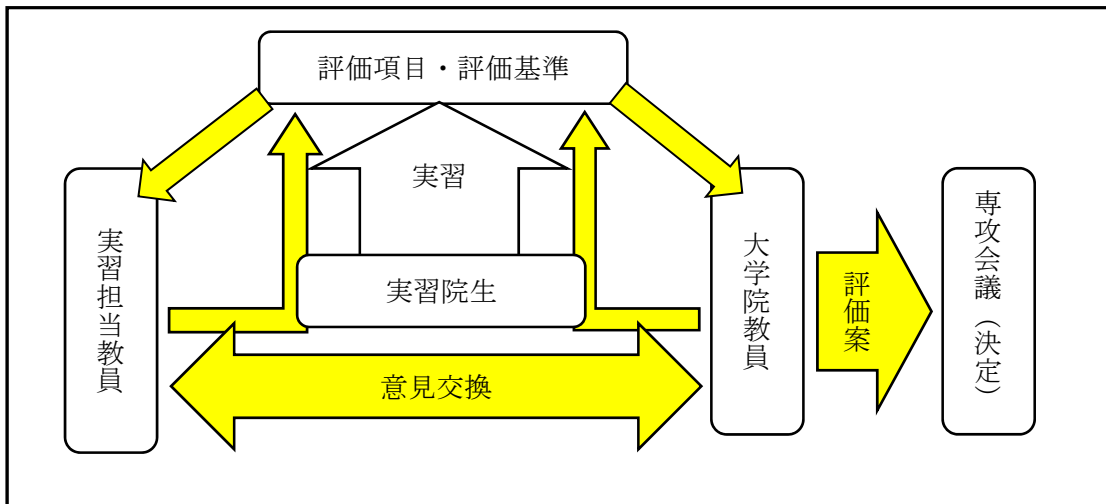 評価項目・評価基準
実習
実習担当教員
実習院生
大学院教員
意見交換
評価案
専攻会議（決定）